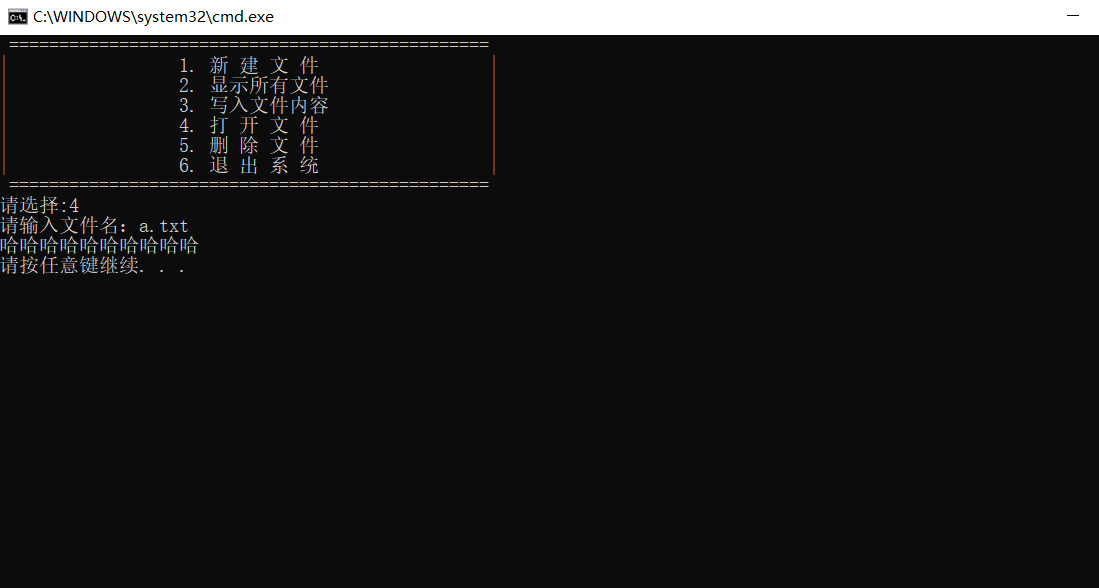 C:\WINDOWS\system32\cmd.exe
================================================
1. 新 建 文 件
2. 显示所有文件
3. 写入文件内容
4. 打 开 文 件
5. 删 除 文 件
6. 退 出 系 统
================================================
请选择:4
请输入文件名：a.txt
哈哈哈哈哈哈哈哈哈哈
请按任意键继续. . .